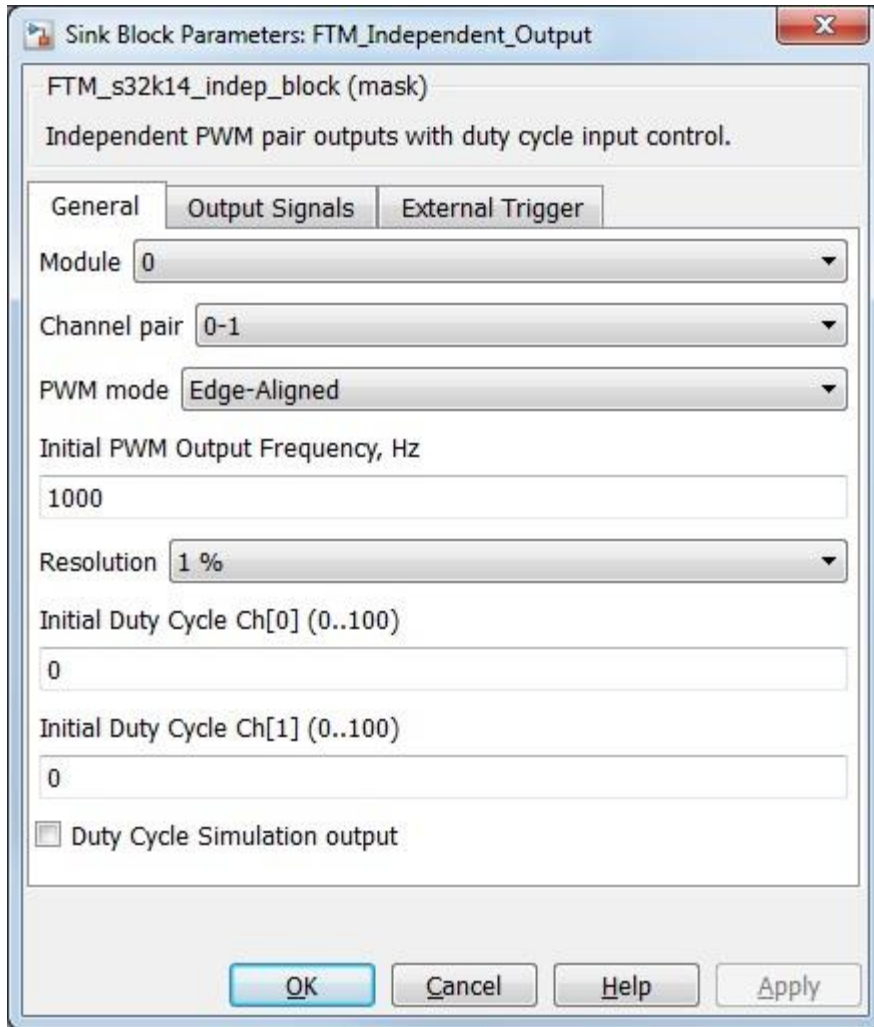 Sink Block Parameters: FTM_Independent_Output
FTM_s32k14_indep_block (mask)
Independent PWM pair outputs with duty cycle input control.
General Output Signals External Trigger
Module 0
Channel pair 0-1
PWM mode Edge-Aligned
Initial PWM Output Frequency, Hz
1000
Resolution 1 %
Initial Duty Cycle Ch[0] (0..100)
0
Initial Duty Cycle Ch[1] (0..100)
0
Duty Cycle Simulation output
OK Cancel Help Apply